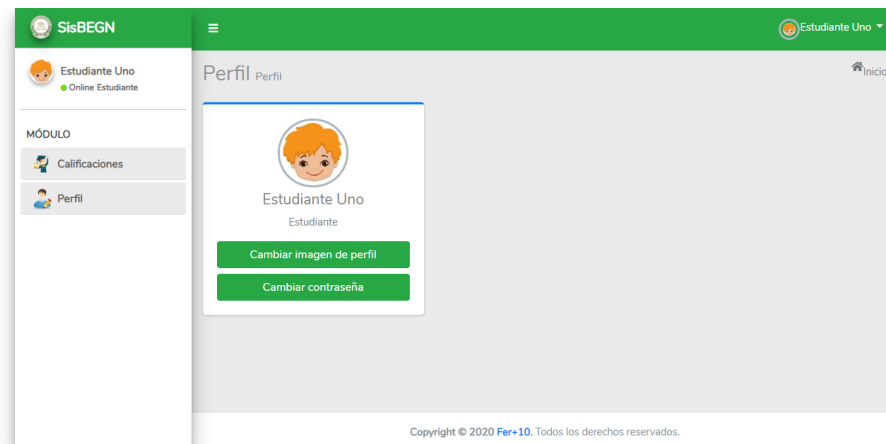 SisBEGN
Estudiante Uno
Estudiante Uno
Online Estudiante
MÓDULO
Calificaciones
Perfil
Perfil Perfil
Inicio
Estudiante Uno
Estudiante
Cambiar imagen de perfil
Cambiar contraseña
Copyright © 2020 Fer+10. Todos los derechos reservados.